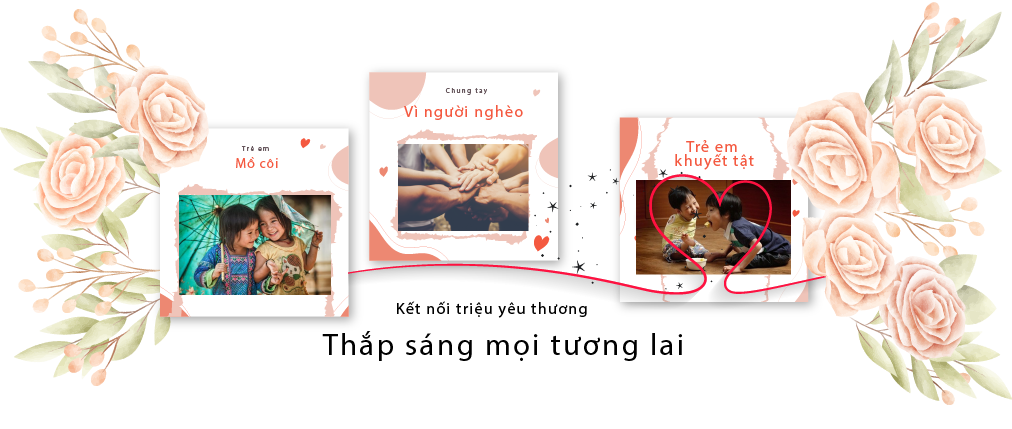 Trẻ em
Mồ côi
Chung tay
Vì người nghèo
Trẻ em
khuyết tật
Kết nối triệu yêu thương
Thắp sáng mọi tương lai